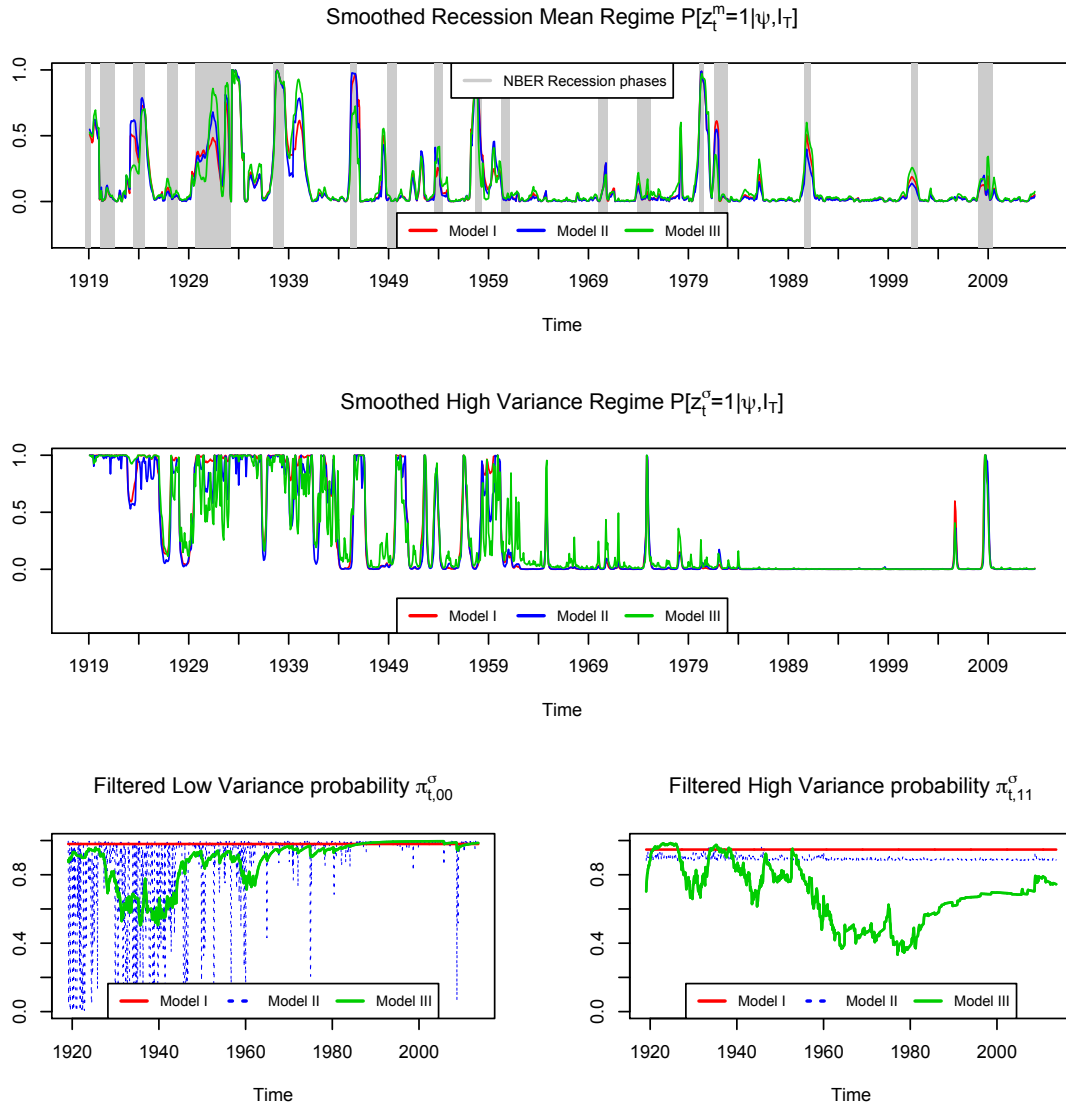 Smoothed Recession Mean Regime P[z_t^m=1|ψ,I_T]
NBER Recession phases
1.0
0.5
0.0
Model I Model II Model III
1919 1929 1939 1949 1959 1969 1979 1989 1999 2009
Time
Smoothed High Variance Regime P[z_t^σ=1|ψ,I_T]
1.0
0.5
0.0
Model I Model II Model III
1919 1929 1939 1949 1959 1969 1979 1989 1999 2009
Time
Filtered Low Variance probability π_{t,00}^σ
0.8
0.4
0.0
Model I Model II Model III
1920 1940 1960 1980 2000
Time
Filtered High Variance probability π_{t,11}^σ
0.8
0.4
0.0
Model I Model II Model III
1920 1940 1960 1980 2000
Time